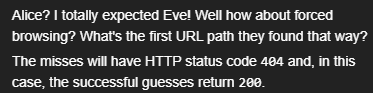 Alice? I totally expected Eve! Well how about forced
browsing? What's the first URL path they found that way?
The misses will have HTTP status code 404 and, in this
case, the successful guesses return 200.